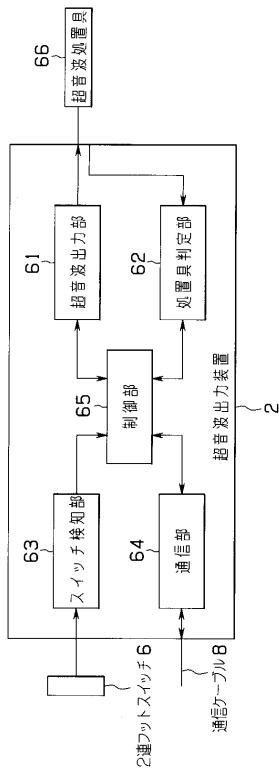 66
超音波処置具
61
超音波出力部
62
処置具判定部
65
制御部
63
スイッチ検知部
64
通信部
超音波出力装置
2
2連フットスイッチ 6
通信ケーブル 8